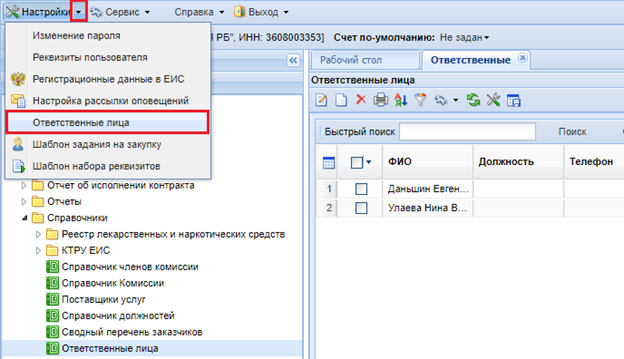 Настройки Сервис Справка Выход
РБ", ИНН: 3608003353] Счет по-умолчанию: Не задан
Изменение пароля
Реквизиты пользователя
Регистрационные данные в ЕИС
Настройка рассылки оповещений
Ответственные лица
Шаблон задания на закупку
Шаблон набора реквизитов
Отчет об исполнении контракта
Отчеты
Справочники
Реестр лекарственных и наркотических средств
КТРУ ЕИС
Справочник членов комиссии
Справочник Комиссии
Поставщики услуг
Справочник должностей
Сводный перечень заказчиков
Ответственные лица
Рабочий стол Ответственные
Ответственные лица
Быстрый поиск Поиск
ФИО Должность Телефон
1 Даньшин Евген...
2 Улаева Нина В...